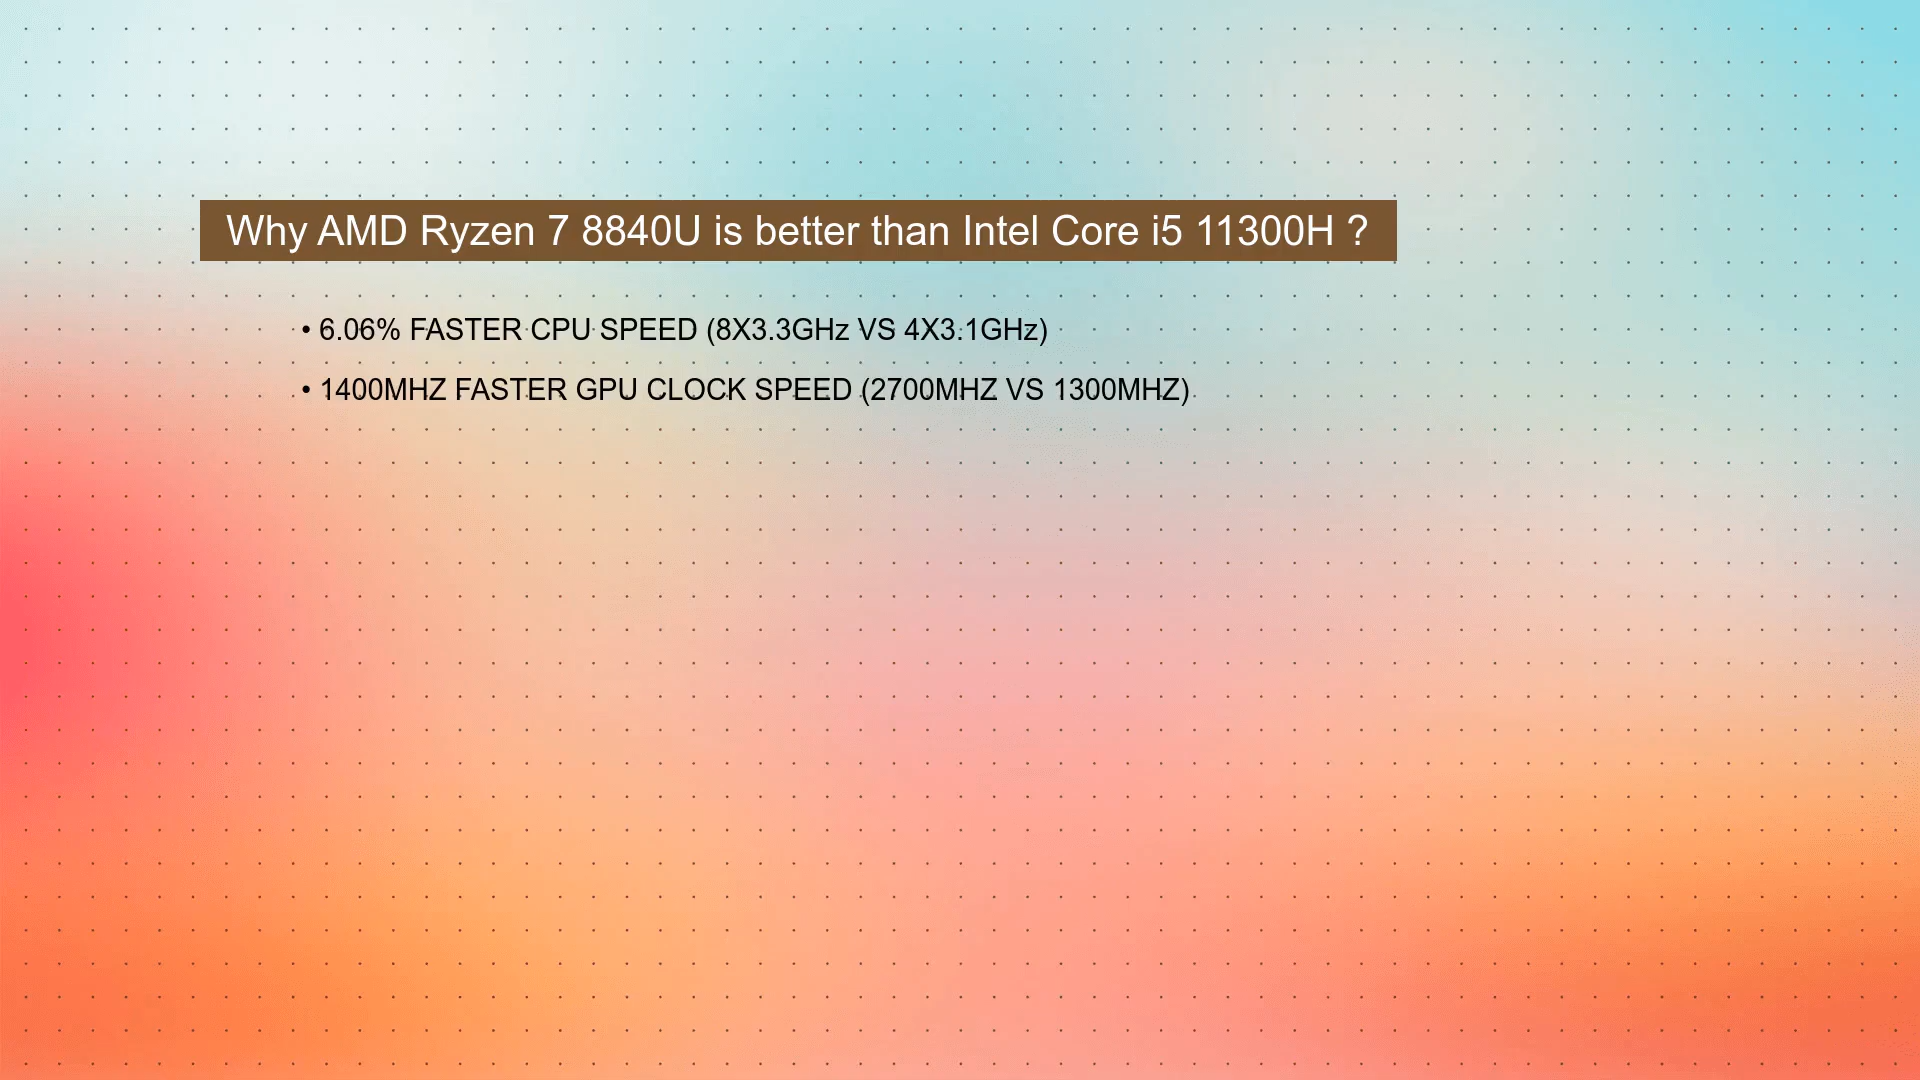 Why AMD Ryzen 7 8840U is better than Intel Core i5 11300H ?
• 6.06% FASTER CPU SPEED (8X3.3GHz VS 4X3.1GHz)
• 1400MHZ FASTER GPU CLOCK SPEED (2700MHZ VS 1300MHZ)